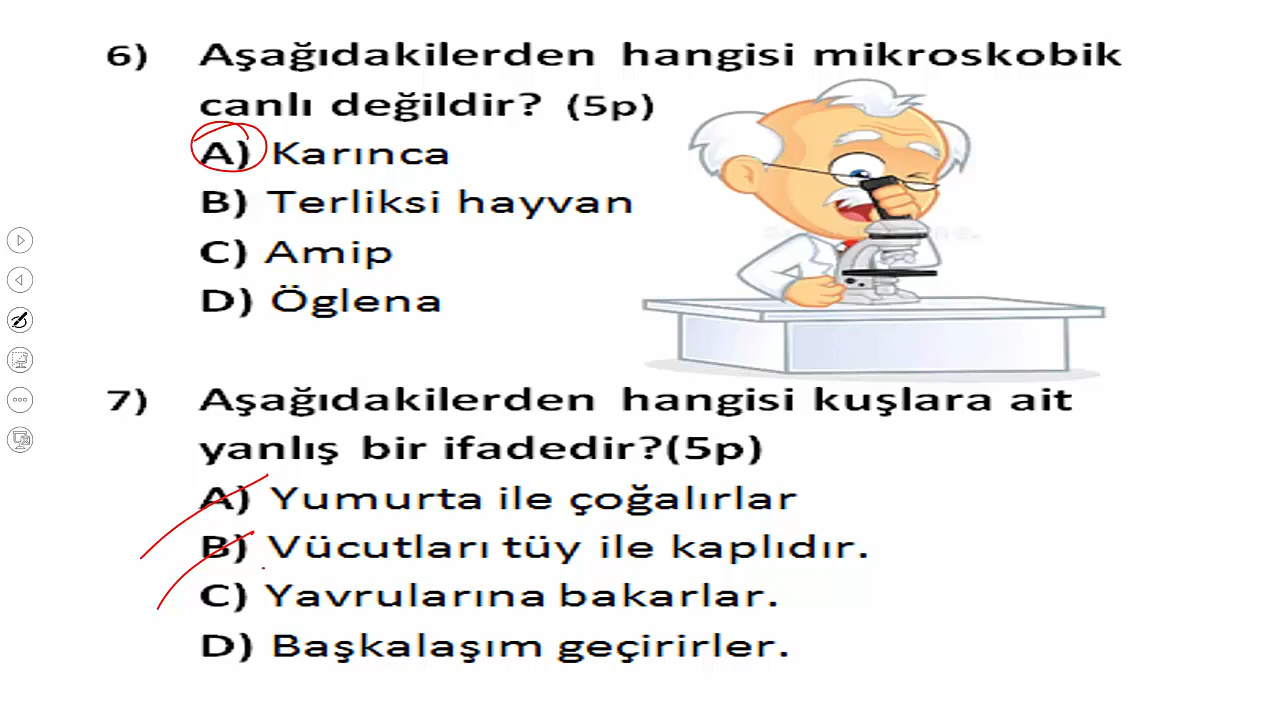 6) Aşağıdakilerden hangisi mikroskobik
canlı değildir? (5p)
A) Karınca
B) Terliksi hayvan
C) Amip
D) Öglena
7) Aşağıdakilerden hangisi kuşlara ait
yanlış bir ifadedir?(5p)
A) Yumurta ile çoğalırlar
B) Vücutları tüy ile kaplıdır.
C) Yavrularına bakarlar.
D) Başkalaşım geçirirler.